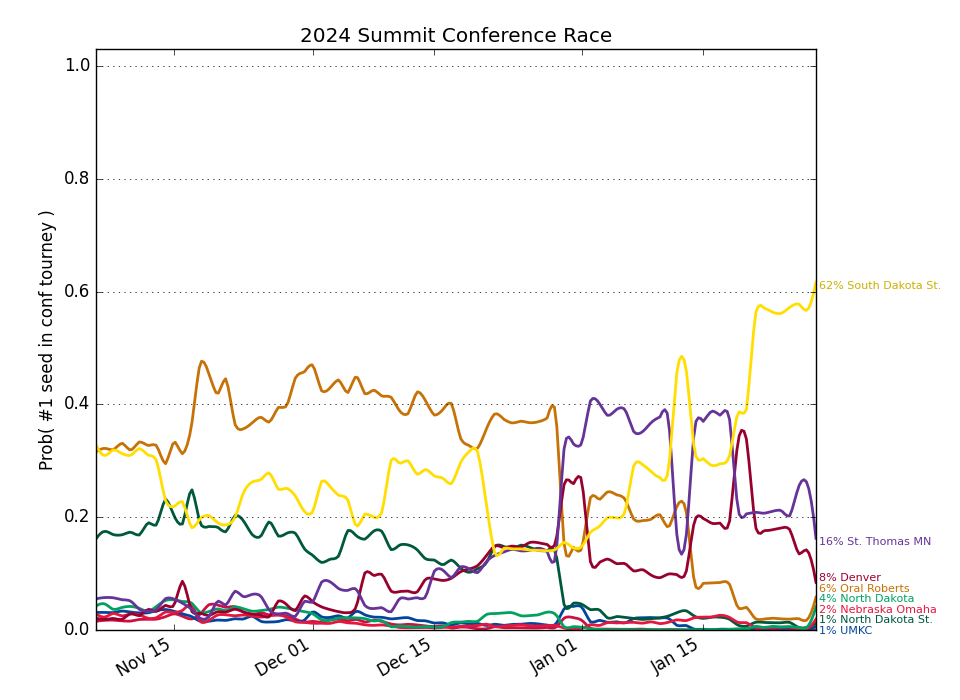 2024 Summit Conference Race
Prob( #1 seed in conf tourney )
1.0
0.8
0.6
0.4
0.2
0.0
Nov 15
Dec 01
Dec 15
Jan 01
Jan 15
62% South Dakota St.
16% St. Thomas MN
8% Denver
6% Oral Roberts
4% North Dakota
2% Nebraska Omaha
1% North Dakota St.
1% UMKC